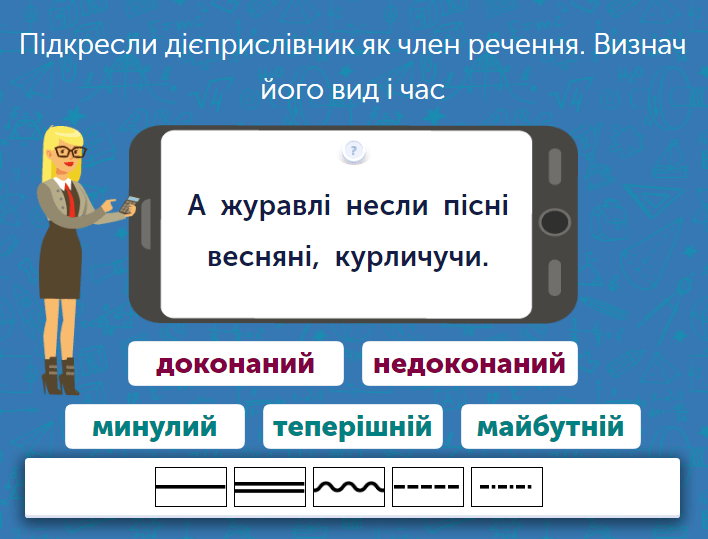 Підкресли дієприслівник як член речення. Визнач
його вид і час
?
А журавлі несли пісні
весняні, курличучи.
доконаний недоконаний
минулий теперішній майбутній